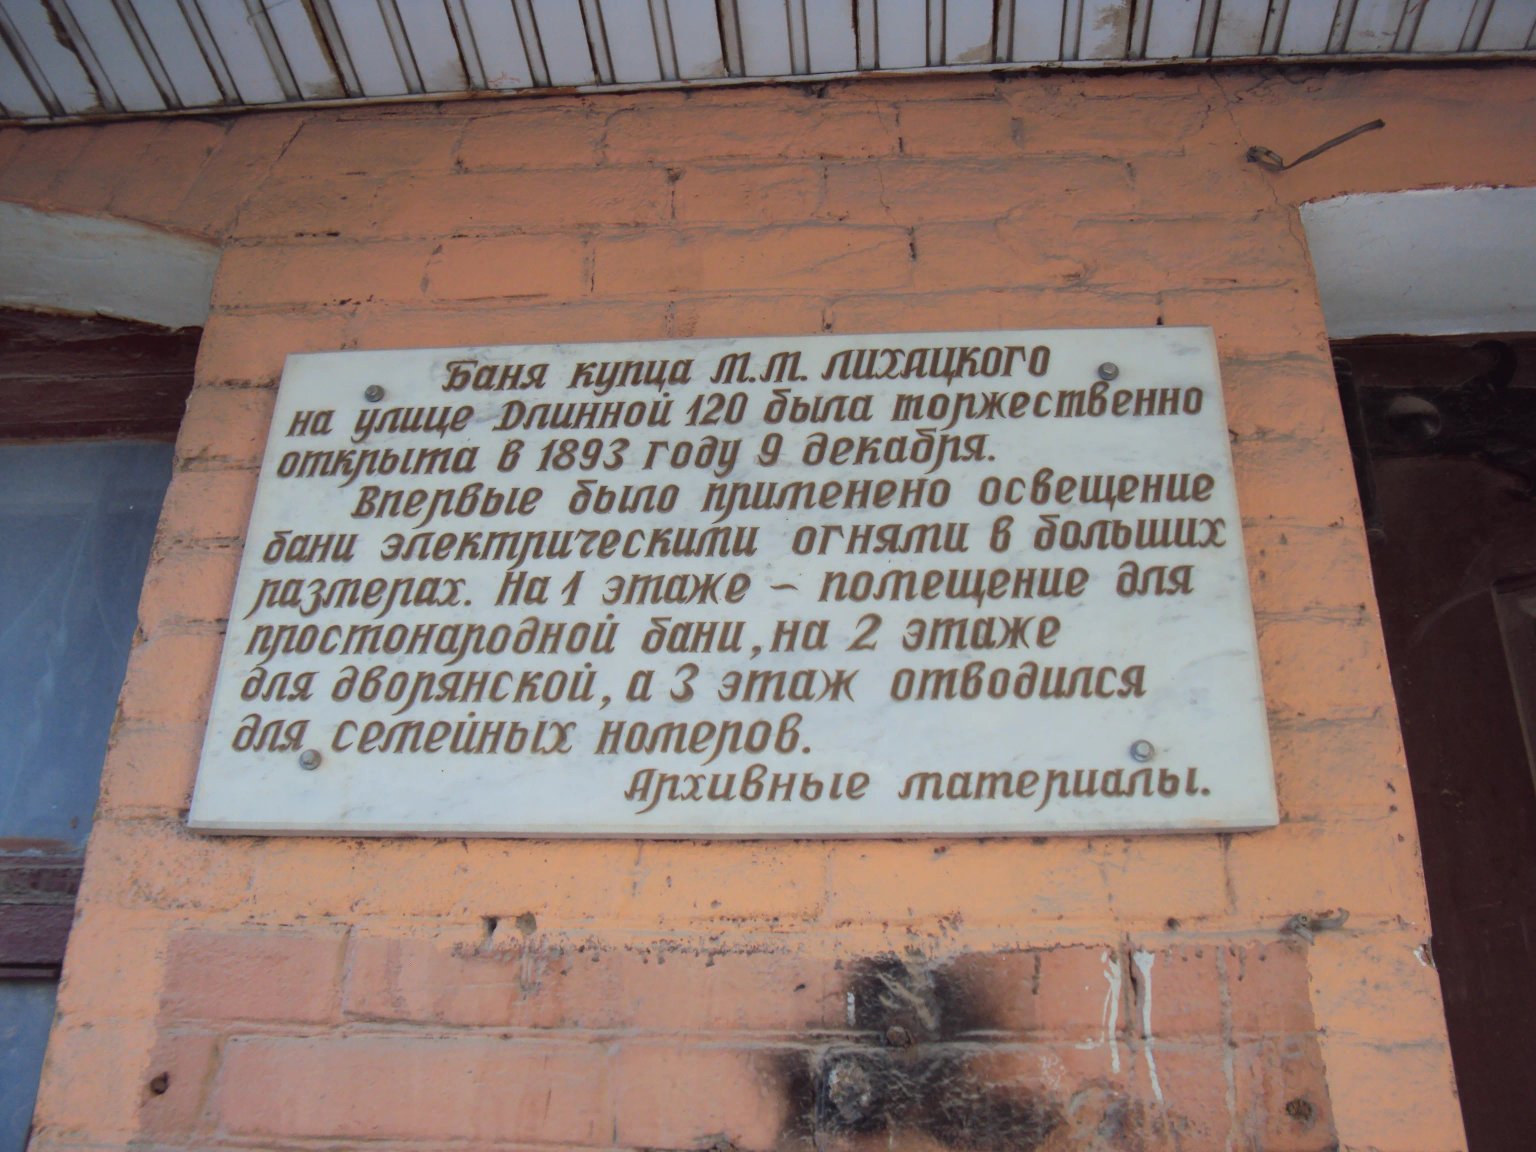 Баня купца М.М. ЛИХАЦКОГО
на улице Длинной 120 была торжественно
открыта в 1893 году 9 декабря.
Впервые было применено освещение
бани электрическими огнями в больших
размерах. На 1 этаже – помещение для
простонародной бани, на 2 этаже
для дворянской, а 3 этаж отводился
для семейных номеров.
Архивные материалы.